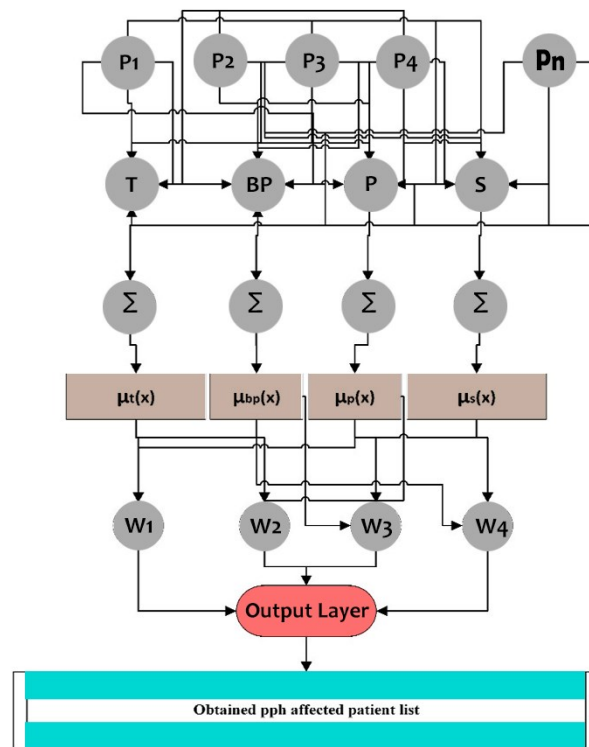 P1 P2 P3 P4 Pn
T BP P S
Σ Σ Σ Σ
μt(x) μbp(x) μp(x) μs(x)
W1 W2 W3 W4
Output Layer
Obtained pph affected patient list